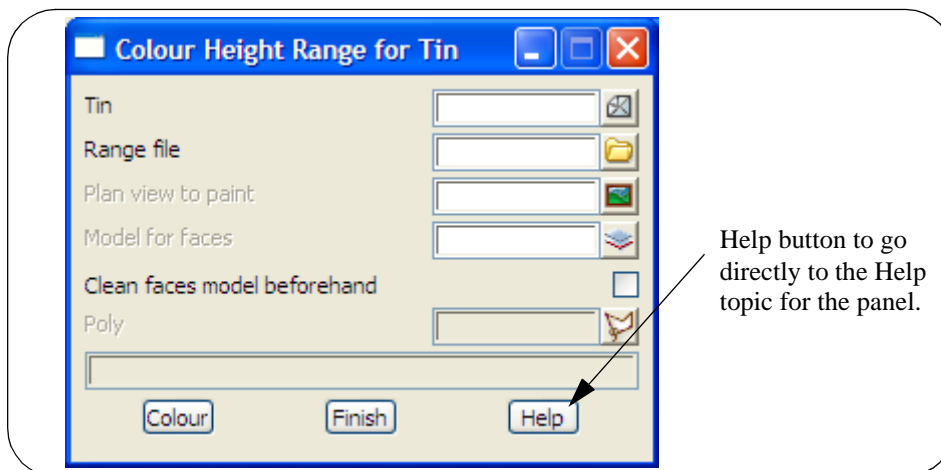 Colour Height Range for Tin
Tin
Range file
Plan view to paint
Model for faces
Clean faces model beforehand
Poly
Colour
Finish
Help
Help button to go
directly to the Help
topic for the panel.